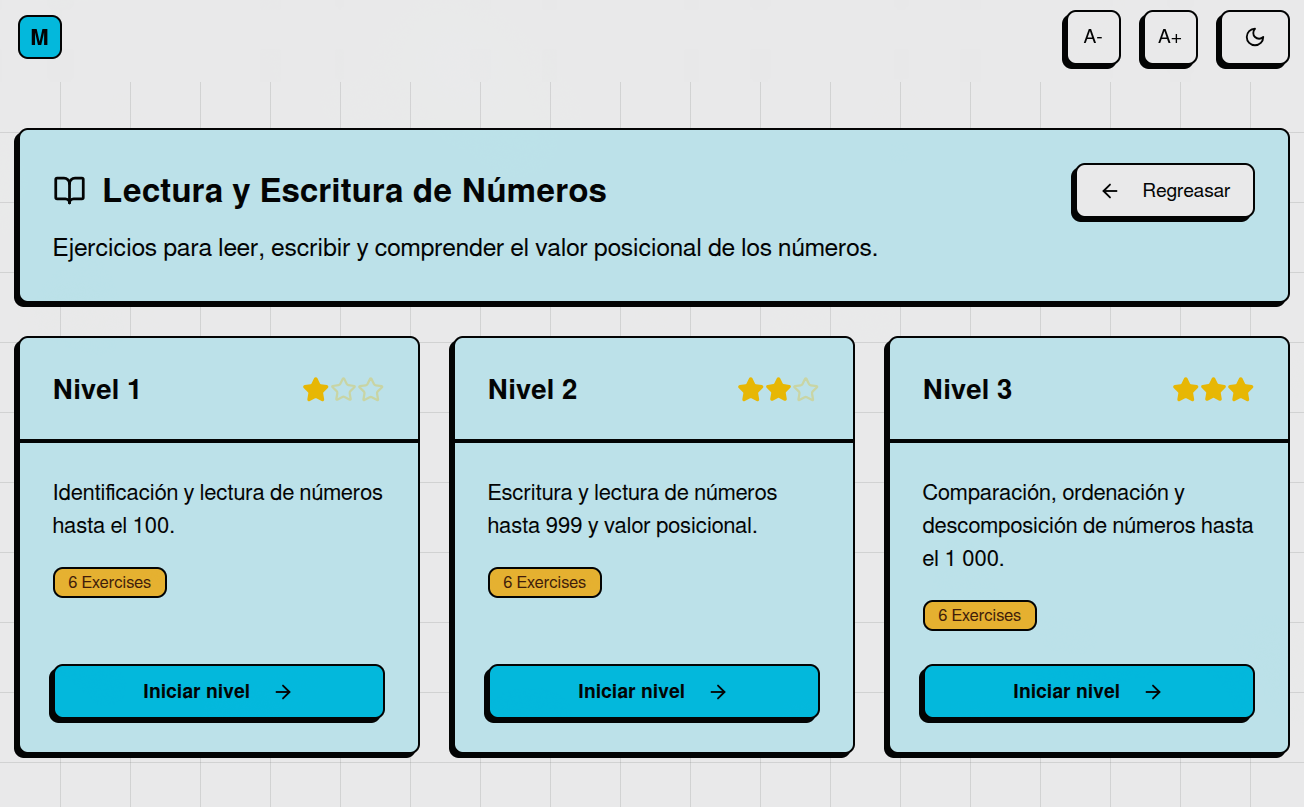 M
A-
A+
Lectura y Escritura de Números
Regreasar
Ejercicios para leer, escribir y comprender el valor posicional de los números.
Nivel 1
Identificación y lectura de números
hasta el 100.
6 Exercises
Iniciar nivel
Nivel 2
Escritura y lectura de números
hasta 999 y valor posicional.
6 Exercises
Iniciar nivel
Nivel 3
Comparación, ordenación y
descomposición de números hasta
el 1 000.
6 Exercises
Iniciar nivel